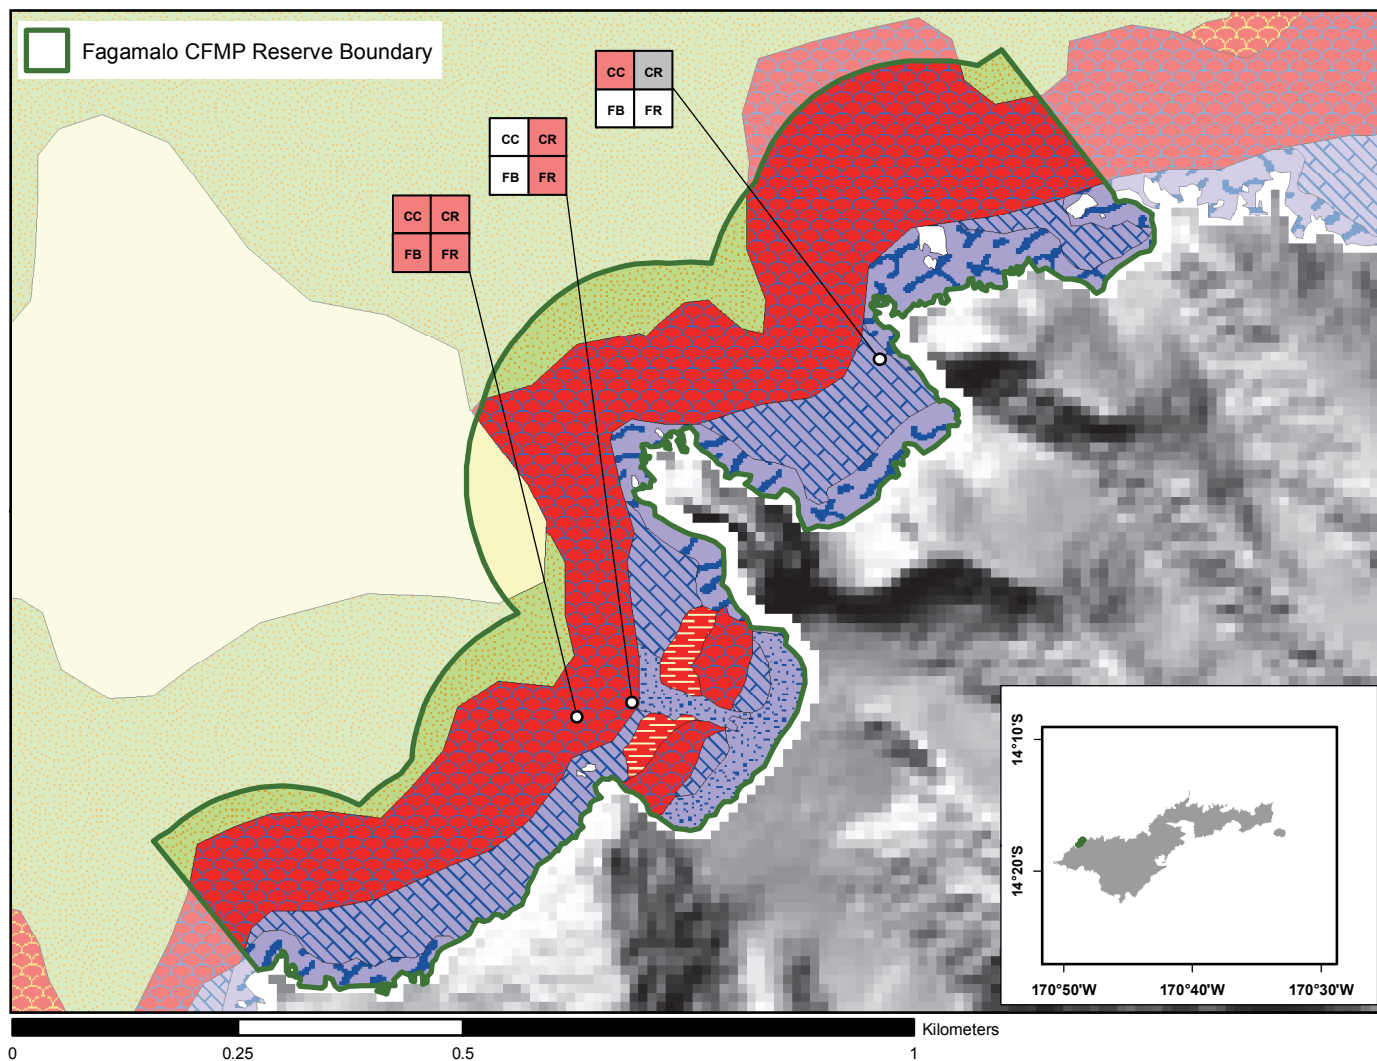 Fagamalo CFMP Reserve Boundary
CC CR
FB FR
CC CR
FB FR
CC CR
FB FR
14°10'S
14°20'S
170°50'W 170°40'W 170°30'W
Kilometers
0 0.25 0.5 1